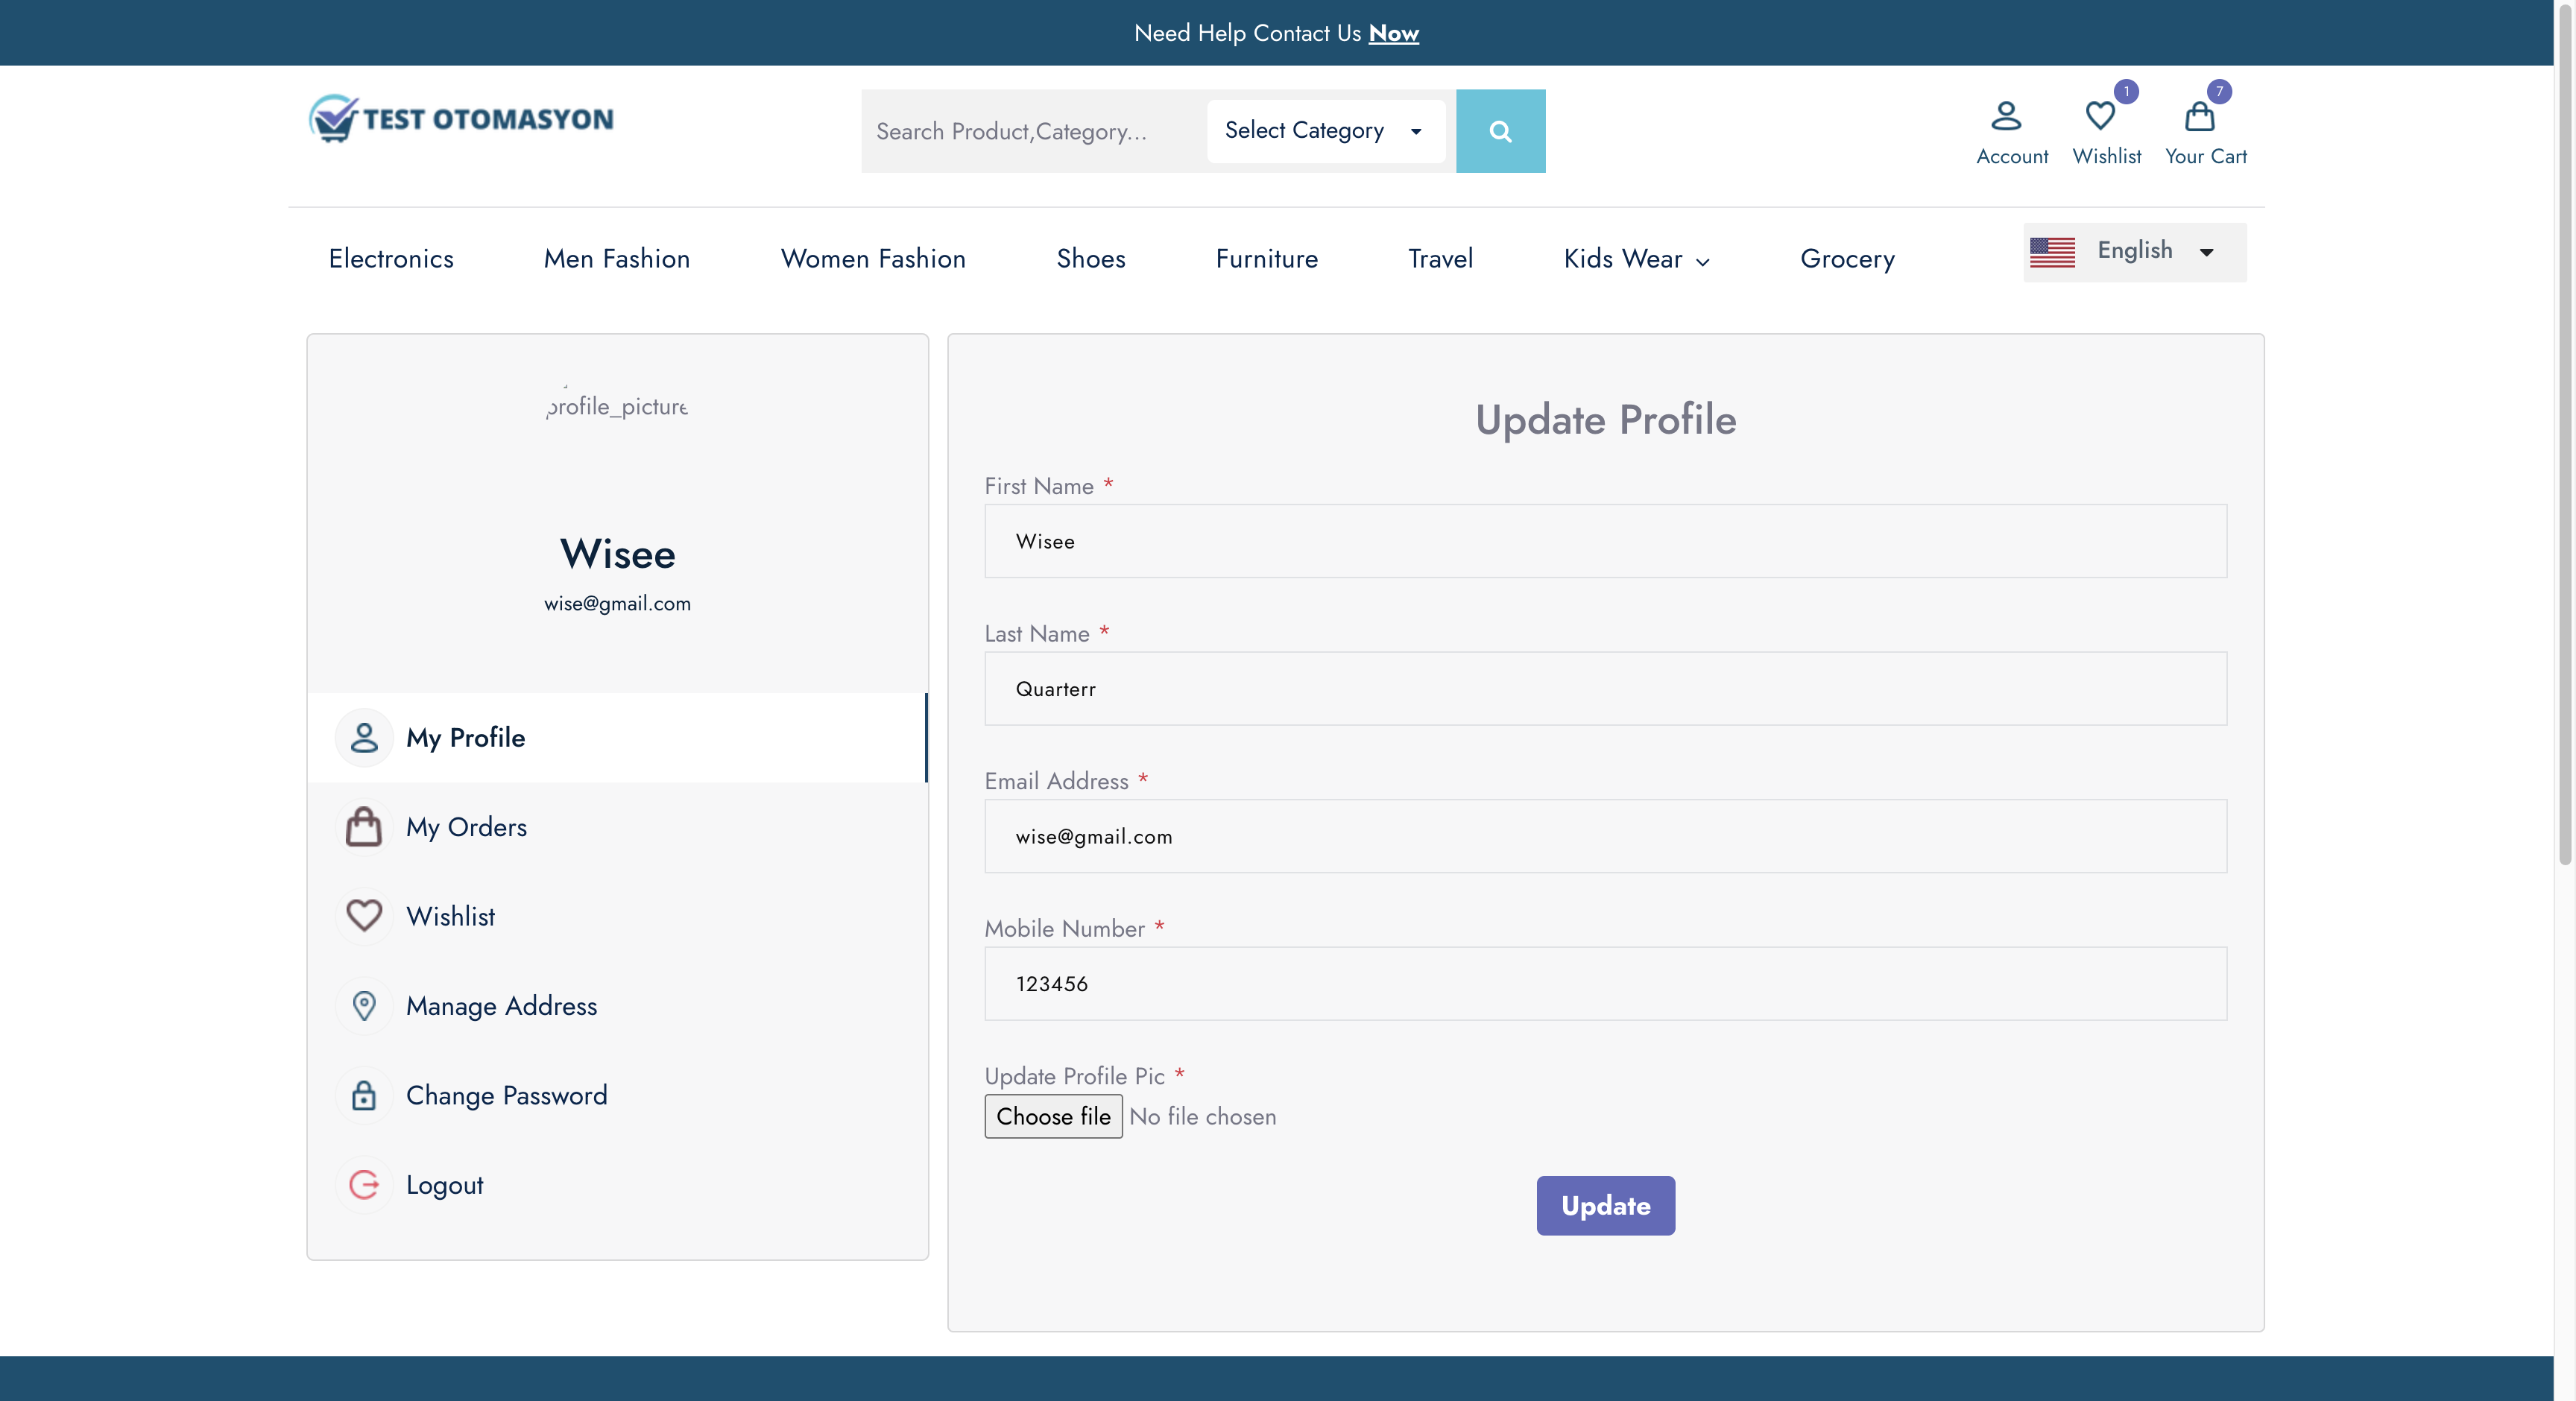 Need Help Contact Us Now
TEST OTOMASYON
Search Product,Category...
Select Category
1
7
Account
Wishlist
Your Cart
Electronics
Men Fashion
Women Fashion
Shoes
Furniture
Travel
Kids Wear
Grocery
English
profile_picture
Wisee
wise@gmail.com
My Profile
My Orders
Wishlist
Manage Address
Change Password
Logout
Update Profile
First Name *
Wisee
Last Name *
Quarterr
Email Address *
wise@gmail.com
Mobile Number *
123456
Update Profile Pic *
Choose file No file chosen
Update